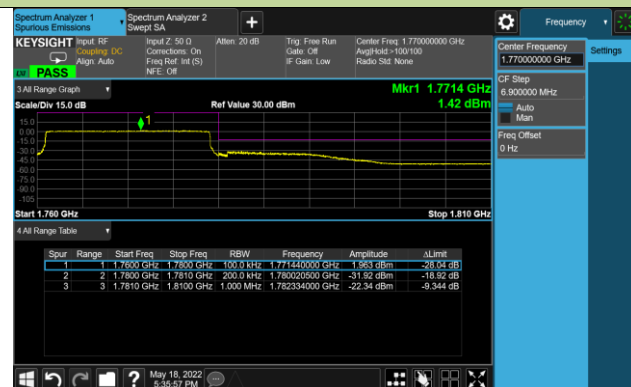 Spectrum Analyzer 1
Spurious Emissions
Spectrum Analyzer 2
Swept SA
+
Frequency
KEYSIGHT
Input: RF
Coupling: DC
Align: Auto
Input Z: 50 Ω
Corrections: On
Freq Ref: Int (S)
NFE: Off
Atten: 20 dB
Trig: Free Run
Gate: Off
IF Gain: Low
Center Freq: 1.770000000 GHz
Avg|Hold:>100/100
Radio Std: None
PASS
Center Frequency
1.770000000 GHz
Settings
CF Step
6.900000 MHz
Auto
Man
Freq Offset
0 Hz
3 All Range Graph
Mkr1 1.7714 GHz
Scale/Div 15.0 dB
Ref Value 30.00 dBm
1.42 dBm
15.0
0.00
-15.0
-30.0
-45.0
-60.0
-75.0
-90.0
-105
1
Start 1.760 GHz
Stop 1.810 GHz
4 All Range Table
Spur Range Start Freq Stop Freq RBW Frequency Amplitude ΔLimit
1 1 1.7600 GHz 1.7800 GHz 100.0 kHz 1.771440000 GHz 1.963 dBm -28.04 dB
2 2 1.7800 GHz 1.7810 GHz 200.0 kHz 1.780020500 GHz -31.92 dBm -18.92 dB
3 3 1.7810 GHz 1.8100 GHz 1.000 MHz 1.782334000 GHz -22.34 dBm -9.344 dB
?
May 18, 2022
5:35:57 PM